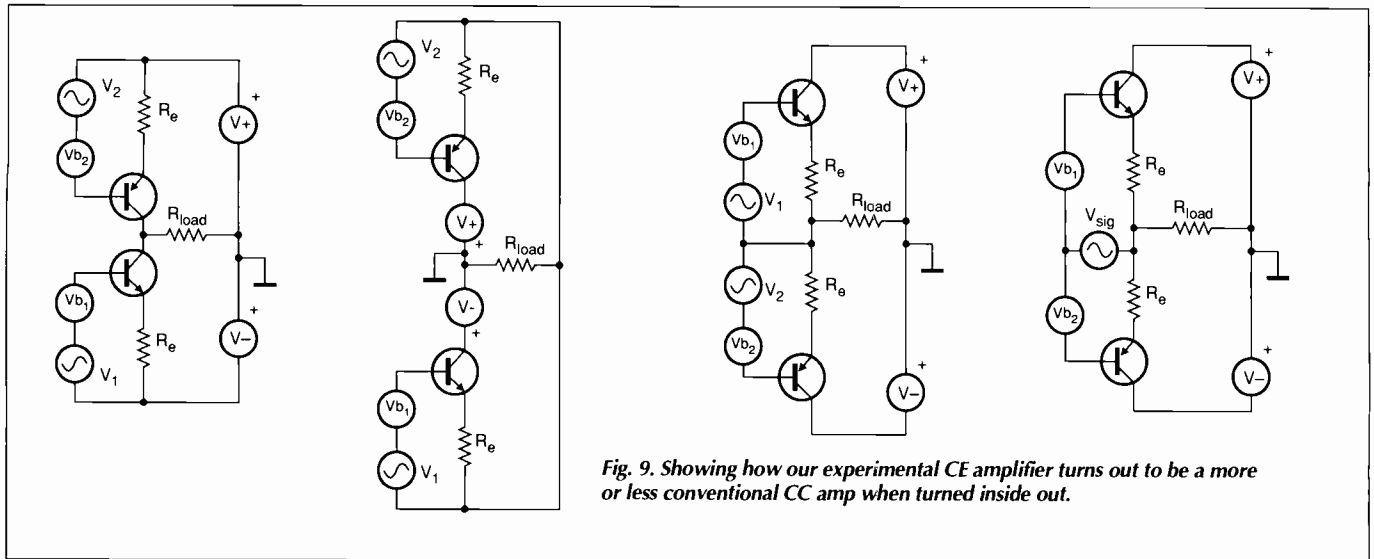 V2
Re
Vb2
V+
+
Rload
Vb1
Re
V–
+
V1
V2
Re
Vb2
V+
+
Rload
V-
+
Vb1
Re
V1
V+
+
Vb1
Re
V1
Rload
V2
Re
Vb2
V–
+
V+
+
Vb1
Re
Vsig
Rload
Re
Vb2
V–
+
Fig. 9. Showing how our experimental CE amplifier turns out to be a more
or less conventional CC amp when turned inside out.